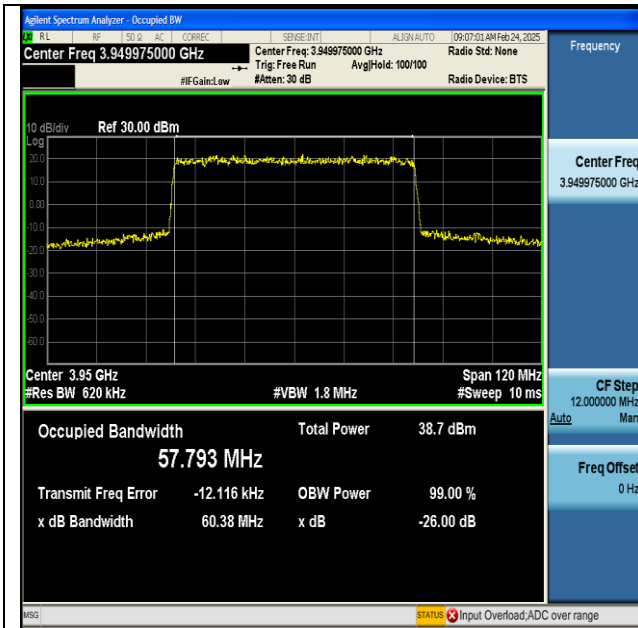 Agilent Spectrum Analyzer - Occupied BW
RL RF 50 Ω AC CORREC SENSE:INT ALIGN AUTO 09:07:01 AM Feb 24, 2025
Center Freq 3.949975000 GHz
Center Freq: 3.949975000 GHz Radio Std: None
Trig: Free Run Avg|Hold: 100/100
#IFGain:Low #Atten: 30 dB Radio Device: BTS
Frequency
10 dB/div Ref 30.00 dBm
Log
20.0
10.0
0.00
-10.0
-20.0
-30.0
-40.0
-50.0
-60.0
Center Freq
3.949975000 GHz
Center 3.95 GHz Span 120 MHz
#Res BW 620 kHz #VBW 1.8 MHz #Sweep 10 ms
CF Step
12.000000 MHz
Auto Man
Occupied Bandwidth Total Power 38.7 dBm
57.793 MHz
Transmit Freq Error -12.116 kHz OBW Power 99.00 %
x dB Bandwidth 60.38 MHz x dB -26.00 dB
Freq Offset
0 Hz
MSG STATUS Input Overload;ADC over range